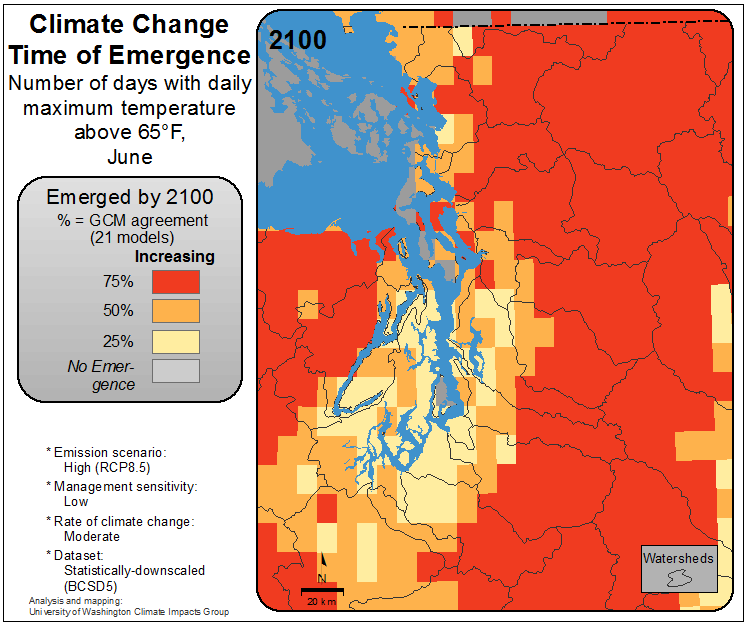 Climate Change
Time of Emergence
Number of days with daily
maximum temperature
above 65°F,
June
Emerged by 2100
% = GCM agreement
(21 models)
Increasing
75%
50%
25%
No Emer-
gence
* Emission scenario:
High (RCP8.5)
* Management sensitivity:
Low
* Rate of climate change:
Moderate
* Dataset:
Statistically-downscaled
(BCSD5)
Analysis and mapping:
University of Washington Climate Impacts Group
2100
N
20 km
Watersheds